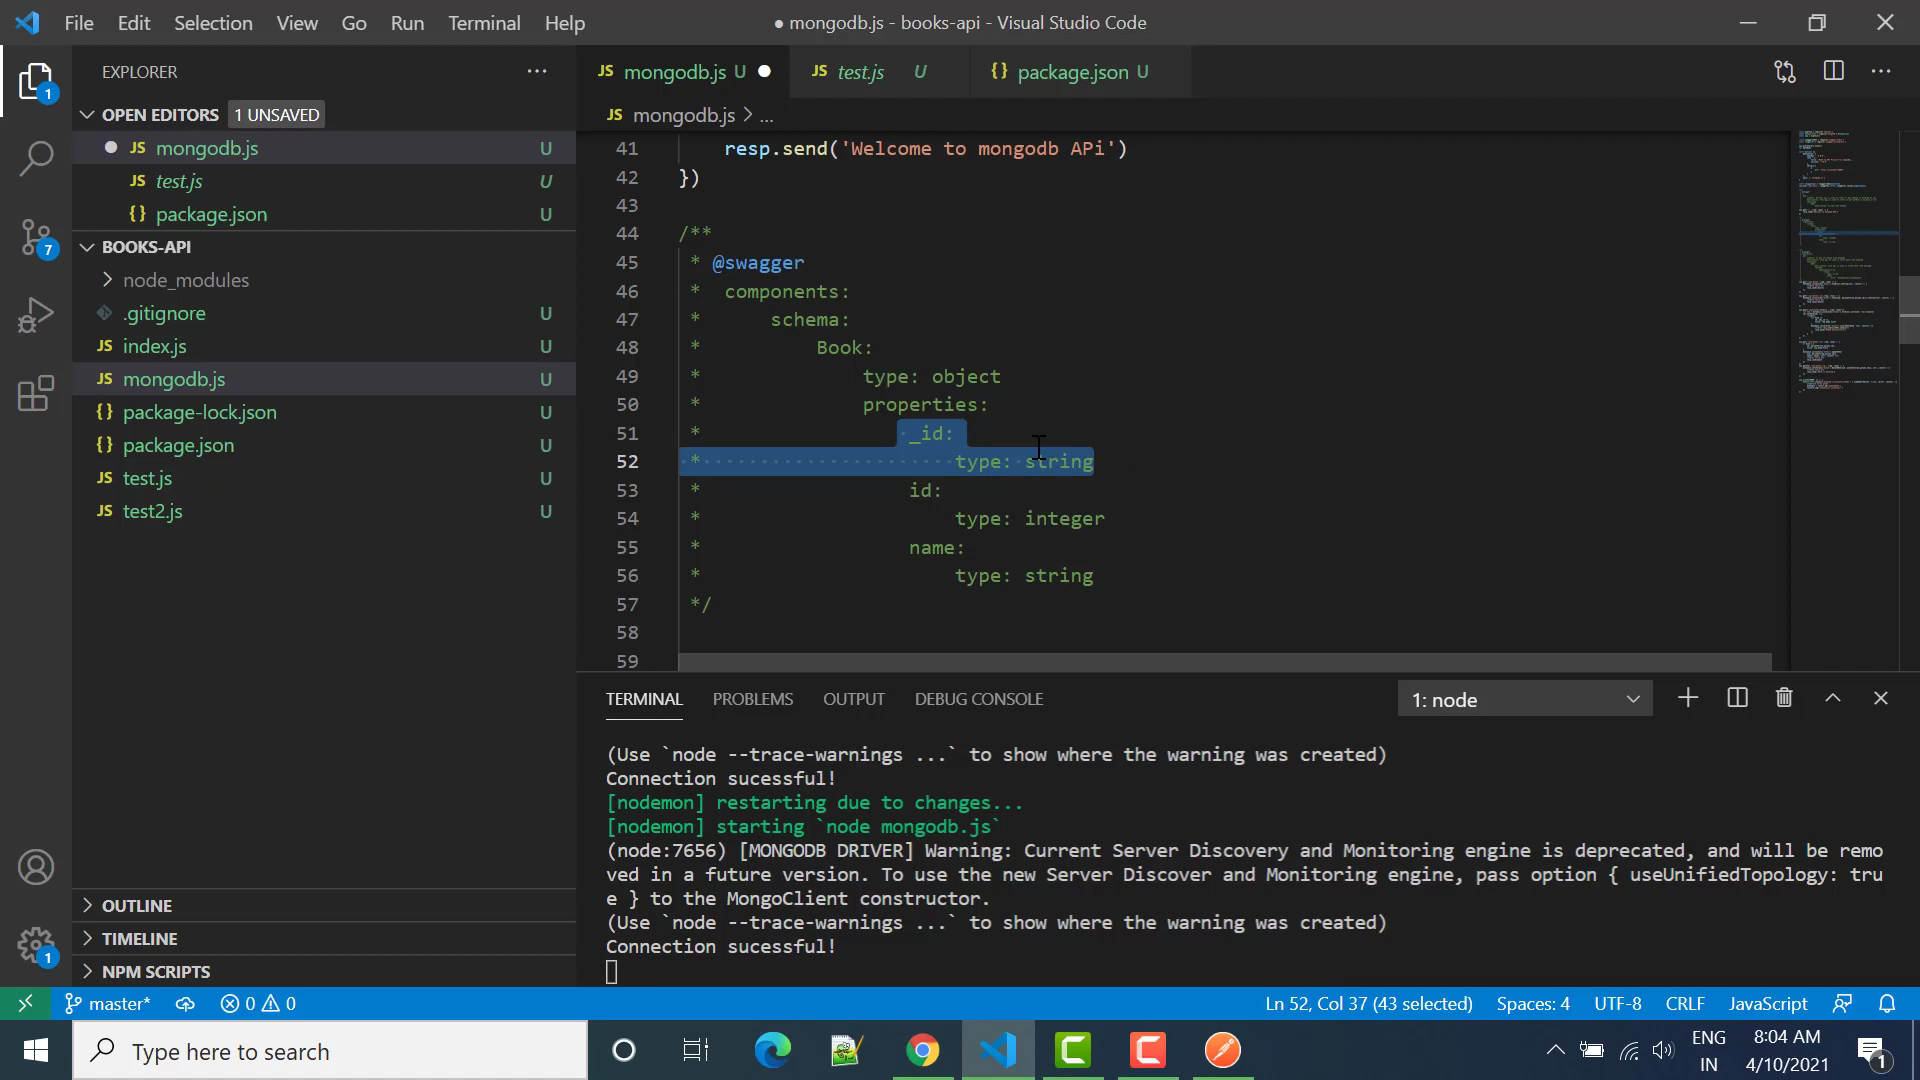 File Edit Selection View Go Run Terminal Help
● mongodb.js - books-api - Visual Studio Code
EXPLORER
OPEN EDITORS 1 UNSAVED
JS mongodb.js U
JS test.js U
{} package.json U
BOOKS-API
node_modules
.gitignore U
JS index.js U
JS mongodb.js U
{} package-lock.json U
{} package.json U
JS test.js U
JS test2.js U
OUTLINE
TIMELINE
NPM SCRIPTS
1
7
1
JS mongodb.js U
JS test.js U
{} package.json U
JS mongodb.js > ...
41 resp.send('Welcome to mongodb APi')
42 })
43
44 /**
45 * @swagger
46 * components:
47 * schema:
48 * Book:
49 * type: object
50 * properties:
51 * _id:
52 * type: string
53 * id:
54 * type: integer
55 * name:
56 * type: string
57 */
58
59
TERMINAL PROBLEMS OUTPUT DEBUG CONSOLE 1: node
(Use `node --trace-warnings ...` to show where the warning was created)
Connection sucessful!
[nodemon] restarting due to changes...
[nodemon] starting `node mongodb.js`
(node:7656) [MONGODB DRIVER] Warning: Current Server Discovery and Monitoring engine is deprecated, and will be remo
ved in a future version. To use the new Server Discover and Monitoring engine, pass option { useUnifiedTopology: tru
e } to the MongoClient constructor.
(Use `node --trace-warnings ...` to show where the warning was created)
Connection sucessful!
master* 0 0 Ln 52, Col 37 (43 selected) Spaces: 4 UTF-8 CRLF JavaScript
Type here to search
ENG
IN
8:04 AM
4/10/2021
1